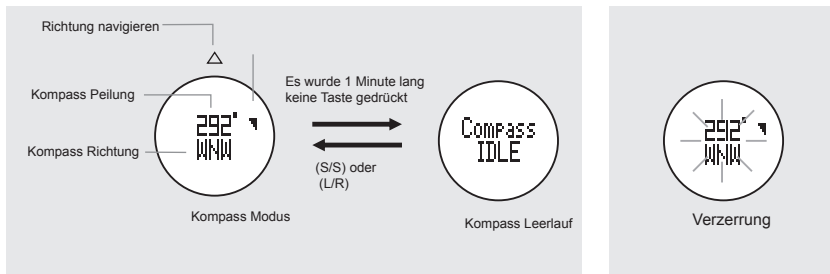 Richtung navigieren
Kompass Peilung
Kompass Richtung
292°
WNW
Kompass Modus
Es wurde 1 Minute lang
keine Taste gedrückt
(S/S) oder
(L/R)
Compass
IDLE
Kompass Leerlauf
292°
WNW
Verzerrung